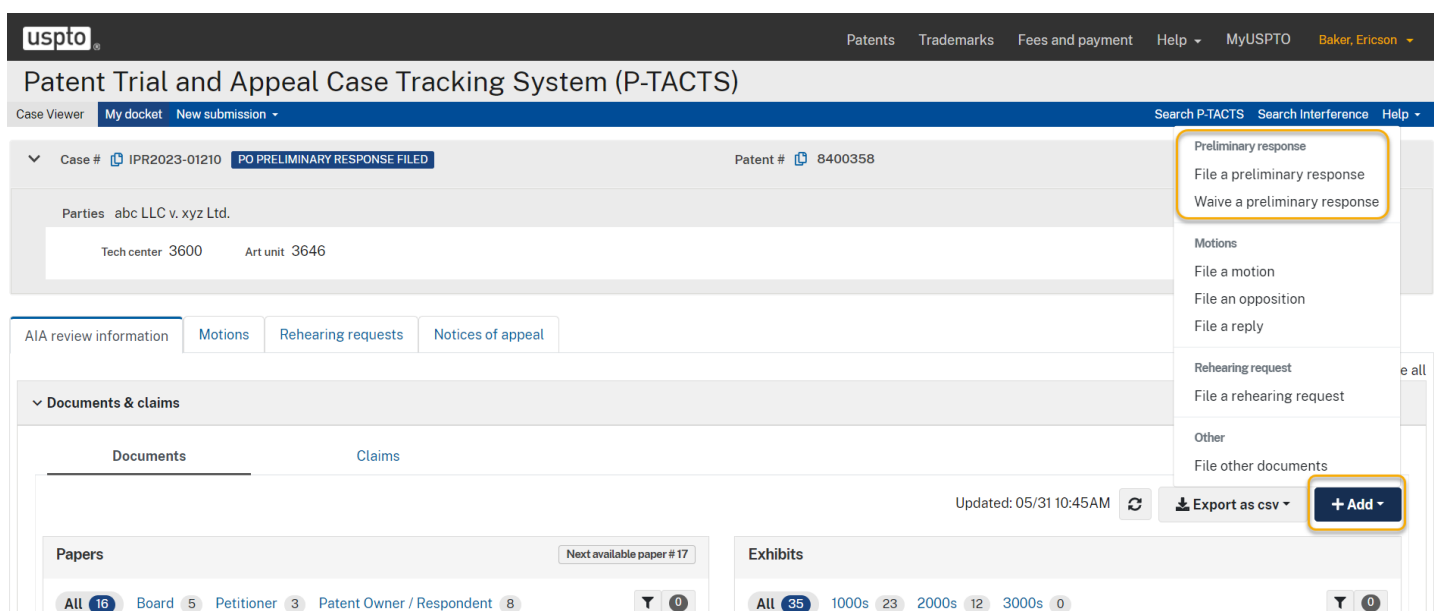 uspto® Patents Trademarks Fees and payment Help MyUSPTO Baker, Ericson
Patent Trial and Appeal Case Tracking System (P-TACTS)
Case Viewer My docket New submission Search P-TACTS Search Interference Help
Case # IPR2023-01210 PO PRELIMINARY RESPONSE FILED Patent # 8400358
Parties abc LLC v. xyz Ltd.
Tech center 3600 Art unit 3646
Preliminary response
File a preliminary response
Waive a preliminary response
Motions
File a motion
File an opposition
File a reply
Rehearing request
File a rehearing request
Other
File other documents
AIA review information Motions Rehearing requests Notices of appeal
e all
Documents & claims
Documents Claims
Updated: 05/31 10:45AM Export as csv + Add
Papers Next available paper # 17 Exhibits
All 16 Board 5 Petitioner 3 Patent Owner / Respondent 8 0 All 35 1000s 23 2000s 12 3000s 0 0